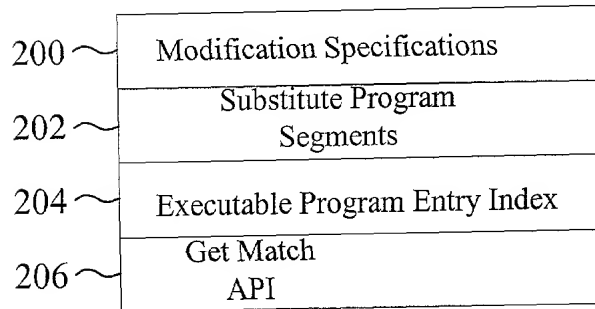 200 Modification Specifications
202 Substitute Program
Segments
204 Executable Program Entry Index
206 Get Match
API